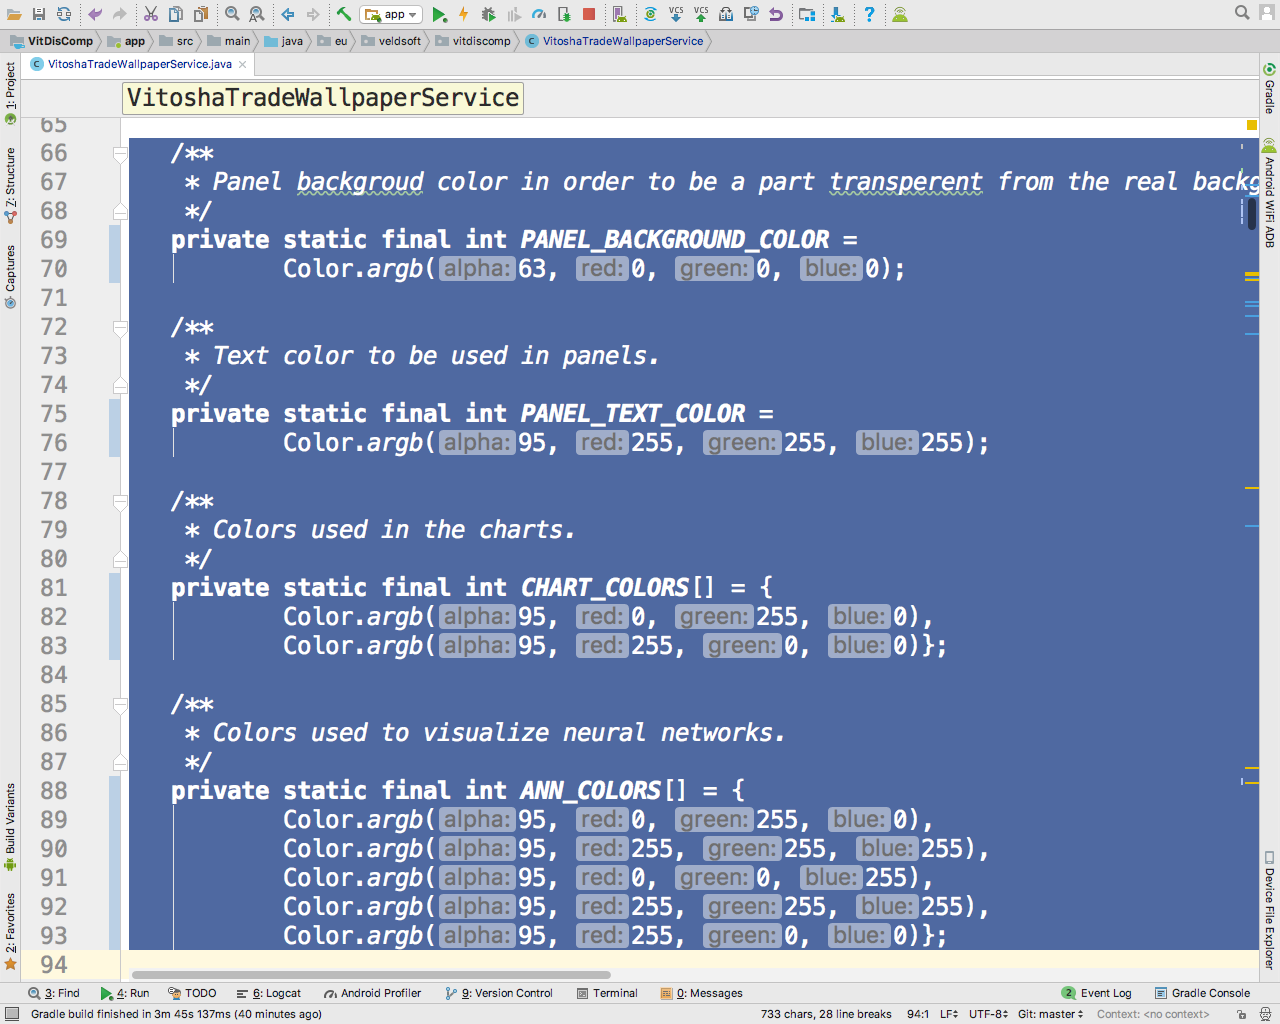 app
VitDisComp app src main java eu veldsoft vitdiscomp VitoshaTradeWallpaperService
VitoshaTradeWallpaperService.java
VitoshaTradeWallpaperService
1: Project
Z: Structure
Captures
Build Variants
2: Favorites
65
66 /**
67 * Panel backgroud color in order to be a part transperent from the real backg
68 */
69 private static final int PANEL_BACKGROUND_COLOR =
70 Color.argb( alpha: 63, red: 0, green: 0, blue: 0);
71
72 /**
73 * Text color to be used in panels.
74 */
75 private static final int PANEL_TEXT_COLOR =
76 Color.argb( alpha: 95, red: 255, green: 255, blue: 255);
77
78 /**
79 * Colors used in the charts.
80 */
81 private static final int CHART_COLORS[] = {
82 Color.argb( alpha: 95, red: 0, green: 255, blue: 0),
83 Color.argb( alpha: 95, red: 255, green: 0, blue: 0)};
84
85 /**
86 * Colors used to visualize neural networks.
87 */
88 private static final int ANN_COLORS[] = {
89 Color.argb( alpha: 95, red: 0, green: 255, blue: 0),
90 Color.argb( alpha: 95, red: 255, green: 255, blue: 255),
91 Color.argb( alpha: 95, red: 0, green: 0, blue: 255),
92 Color.argb( alpha: 95, red: 255, green: 255, blue: 255),
93 Color.argb( alpha: 95, red: 255, green: 0, blue: 0)};
94
Gradle
Android WiFi ADB
Device File Explorer
3: Find 4: Run TODO 6: Logcat Android Profiler 9: Version Control Terminal 0: Messages 2 Event Log Gradle Console
Gradle build finished in 3m 45s 137ms (40 minutes ago) 733 chars, 28 line breaks 94:1 LF UTF-8 Git: master Context: <no context>